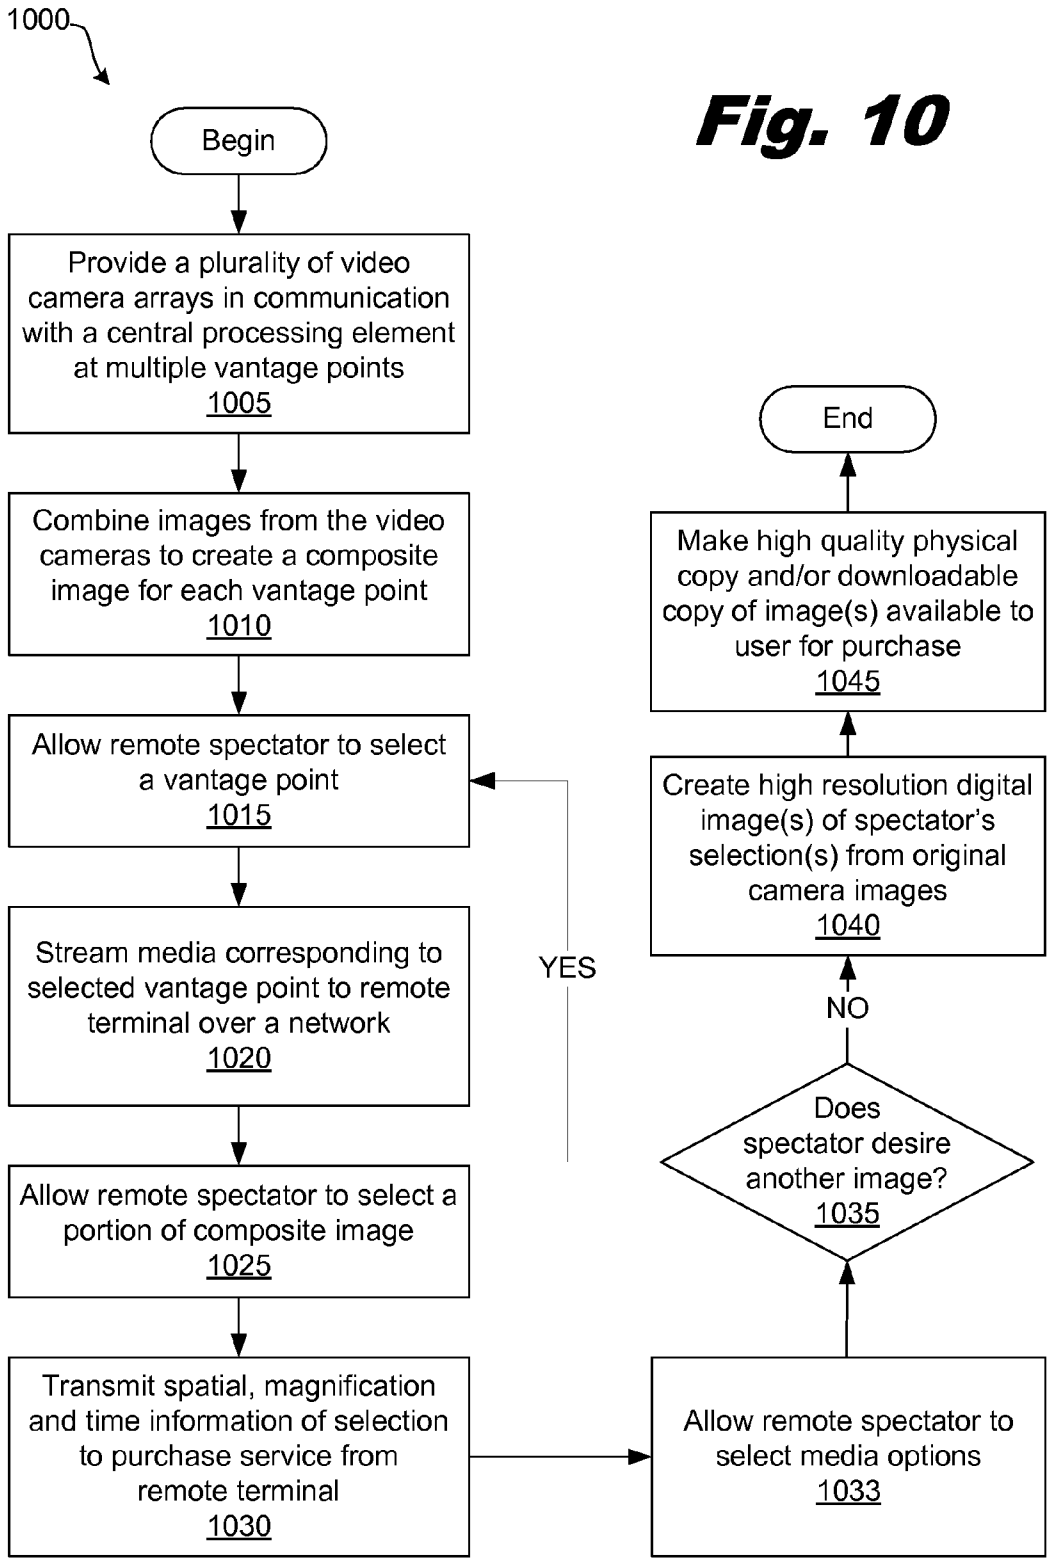 1000
Fig. 10
Begin
Provide a plurality of video
camera arrays in communication
with a central processing element
at multiple vantage points
1005
Combine images from the video
cameras to create a composite
image for each vantage point
1010
Allow remote spectator to select
a vantage point
1015
Stream media corresponding to
selected vantage point to remote
terminal over a network
1020
Allow remote spectator to select a
portion of composite image
1025
Transmit spatial, magnification
and time information of selection
to purchase service from
remote terminal
1030
Allow remote spectator to
select media options
1033
Does
spectator desire
another image?
1035
YES
NO
Create high resolution digital
image(s) of spectator's
selection(s) from original
camera images
1040
Make high quality physical
copy and/or downloadable
copy of image(s) available to
user for purchase
1045
End